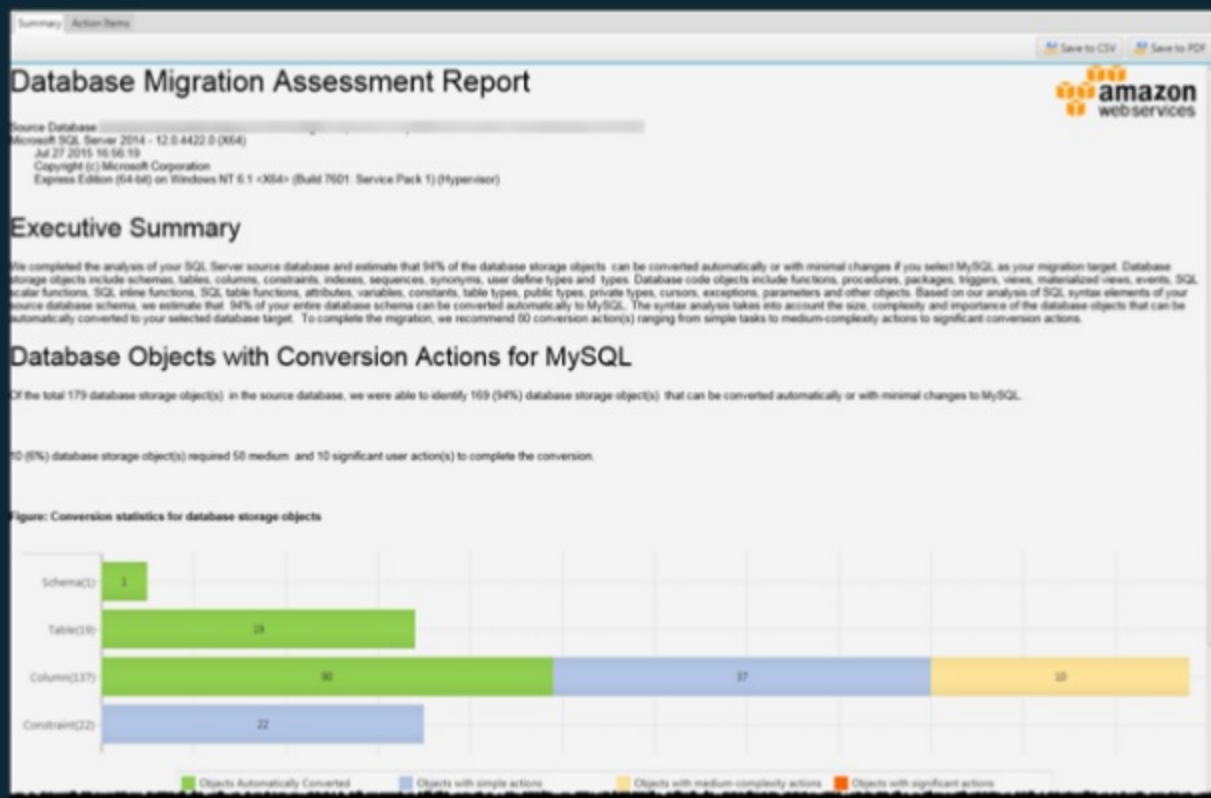 Summary Action Items
Save to CSV Save to PDF
Database Migration Assessment Report
amazon
webservices
Source Database
Microsoft SQL Server 2014 - 12.0.4422.0 (X64)
Jul 27 2015 16:56:19
Copyright (c) Microsoft Corporation
Express Edition (64-bit) on Windows NT 6.1 <X64> (Build 7601: Service Pack 1) (Hypervisor)
Executive Summary
We completed the analysis of your SQL Server source database and estimate that 94% of the database storage objects can be converted automatically or with minimal changes if you select MySQL as your migration target. Database
storage objects include schemas, tables, columns, constraints, indexes, sequences, synonyms, user define types and types. Database code objects include functions, procedures, packages, triggers, views, materialized views, events, SQL
scalar functions, SQL inline functions, SQL table functions, attributes, variables, constants, table types, public types, private types, cursors, exceptions, parameters and other objects. Based on our analysis of SQL syntax elements of your
source database schema, we estimate that 94% of your entire database schema can be converted automatically to MySQL. The syntax analysis takes into account the size, complexity and importance of the database objects that can be
automatically converted to your selected database target. To complete the migration, we recommend 80 conversion action(s) ranging from simple tasks to medium-complexity actions to significant conversion actions.
Database Objects with Conversion Actions for MySQL
Of the total 179 database storage object(s) in the source database, we were able to identify 169 (94%) database storage object(s) that can be converted automatically or with minimal changes to MySQL.
10 (6%) database storage object(s) required 58 medium and 10 significant user action(s) to complete the conversion.
Figure: Conversion statistics for database storage objects
Schema(1) 1
Table(19) 19
Column(137) 90 37 10
Constraint(22) 22
Objects Automatically Converted Objects with simple actions Objects with medium-complexity actions Objects with significant actions